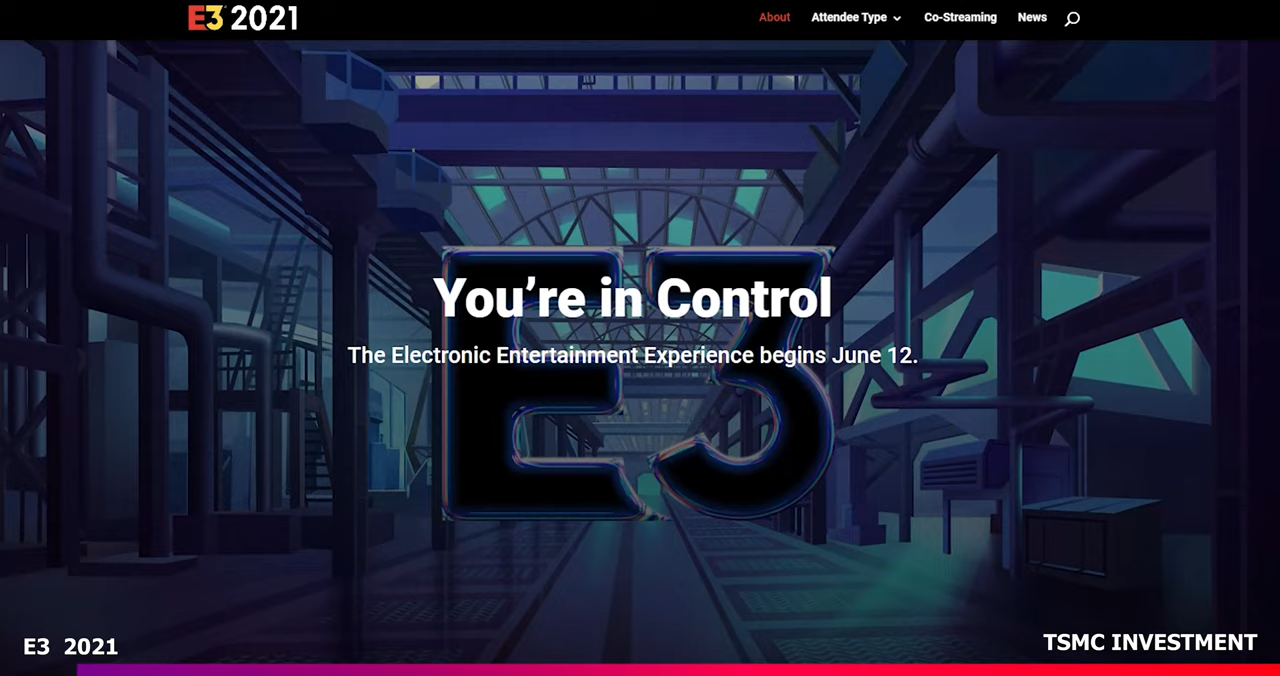 E3 2021
About Attendee Type Co-Streaming News
You're in Control
The Electronic Entertainment Experience begins June 12.
E3
E3 2021
TSMC INVESTMENT